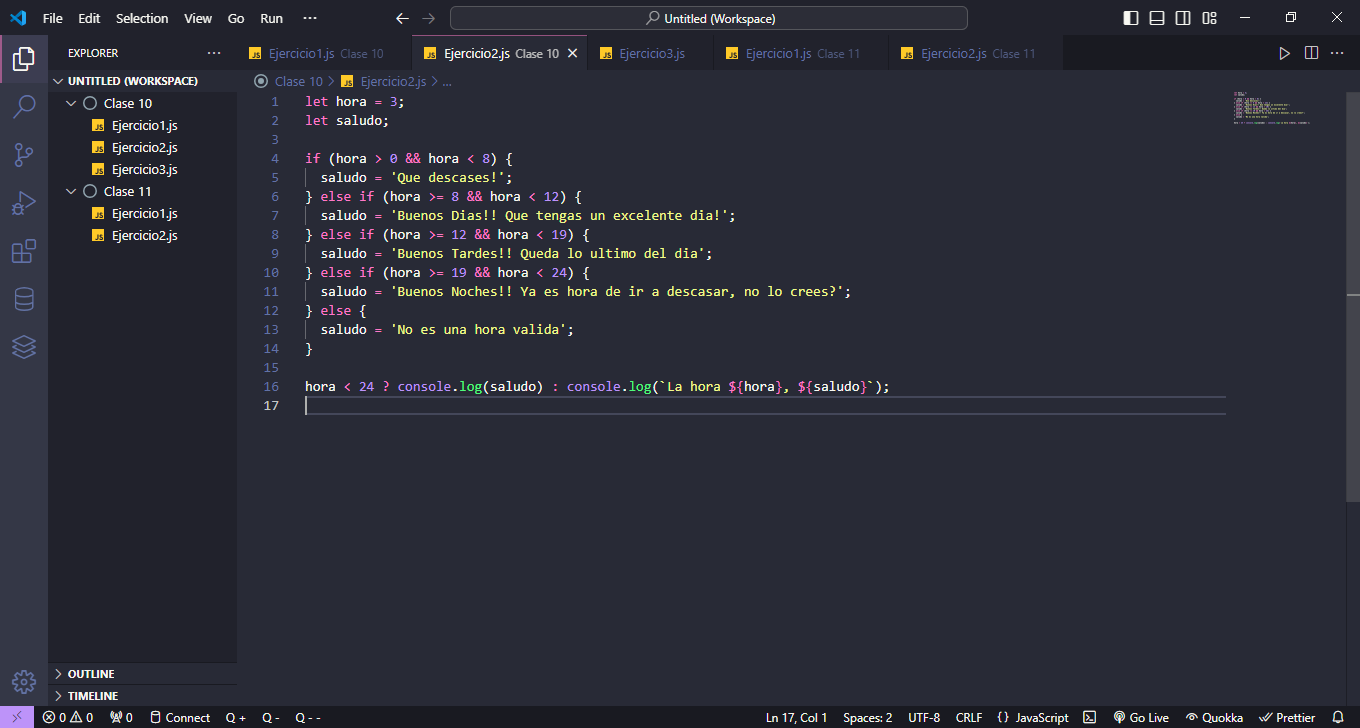 File Edit Selection View Go Run ··· ← → Untitled (Workspace)
EXPLORER ···
Ejercicio1.js Clase 10
Ejercicio2.js Clase 10
Ejercicio3.js
Ejercicio1.js Clase 11
Ejercicio2.js Clase 11
UNTITLED (WORKSPACE)
Clase 10
Ejercicio1.js
Ejercicio2.js
Ejercicio3.js
Clase 11
Ejercicio1.js
Ejercicio2.js
OUTLINE
TIMELINE
Clase 10 > JS Ejercicio2.js > ...
1 let hora = 3;
2 let saludo;
3
4 if (hora > 0 && hora < 8) {
5   saludo = 'Que descases!';
6 } else if (hora >= 8 && hora < 12) {
7   saludo = 'Buenos Dias!! Que tengas un excelente dia!';
8 } else if (hora >= 12 && hora < 19) {
9   saludo = 'Buenos Tardes!! Queda lo ultimo del dia';
10 } else if (hora >= 19 && hora < 24) {
11   saludo = 'Buenos Noches!! Ya es hora de ir a descasar, no lo crees?';
12 } else {
13   saludo = 'No es una hora valida';
14 }
15
16 hora < 24 ? console.log(saludo) : console.log(`La hora ${hora}, ${saludo}`);
17
0 0 0 Connect Q + Q - Q - - Ln 17, Col 1 Spaces: 2 UTF-8 CRLF {} JavaScript Go Live Quokka Prettier